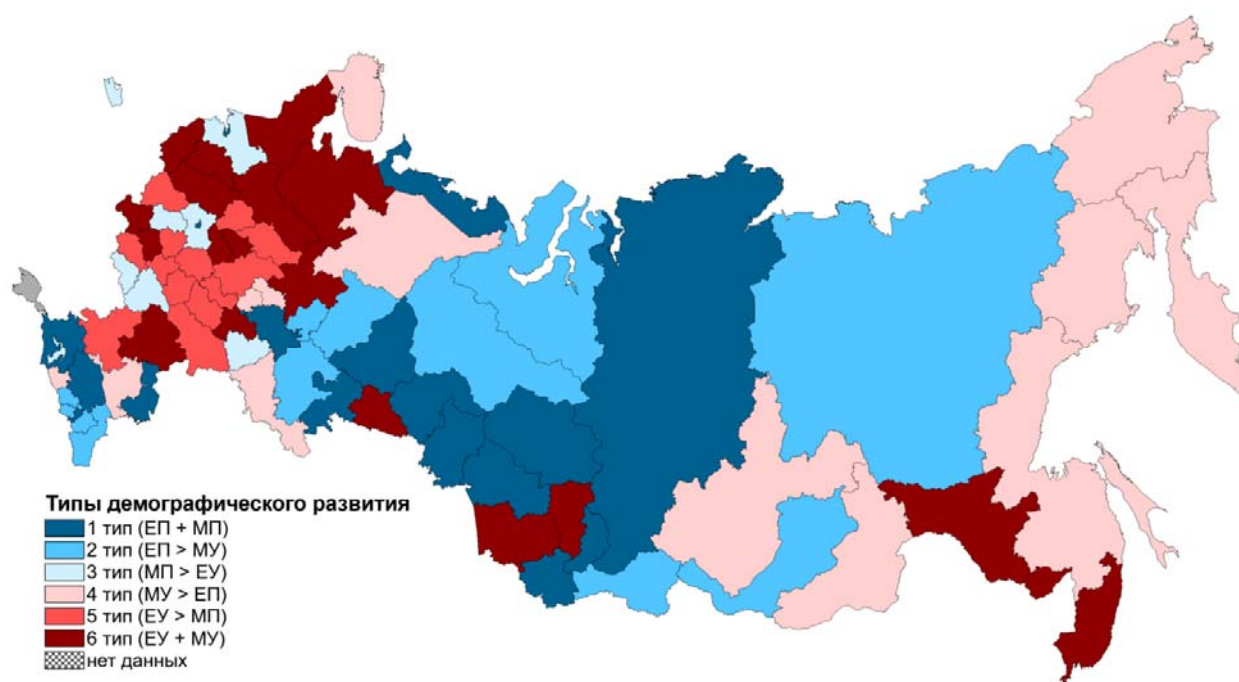 Типы демографического развития
1 тип (ЕП + МП)
2 тип (ЕП > МУ)
3 тип (МП > ЕУ)
4 тип (МУ > ЕП)
5 тип (ЕУ > МП)
6 тип (ЕУ + МУ)
нет данных